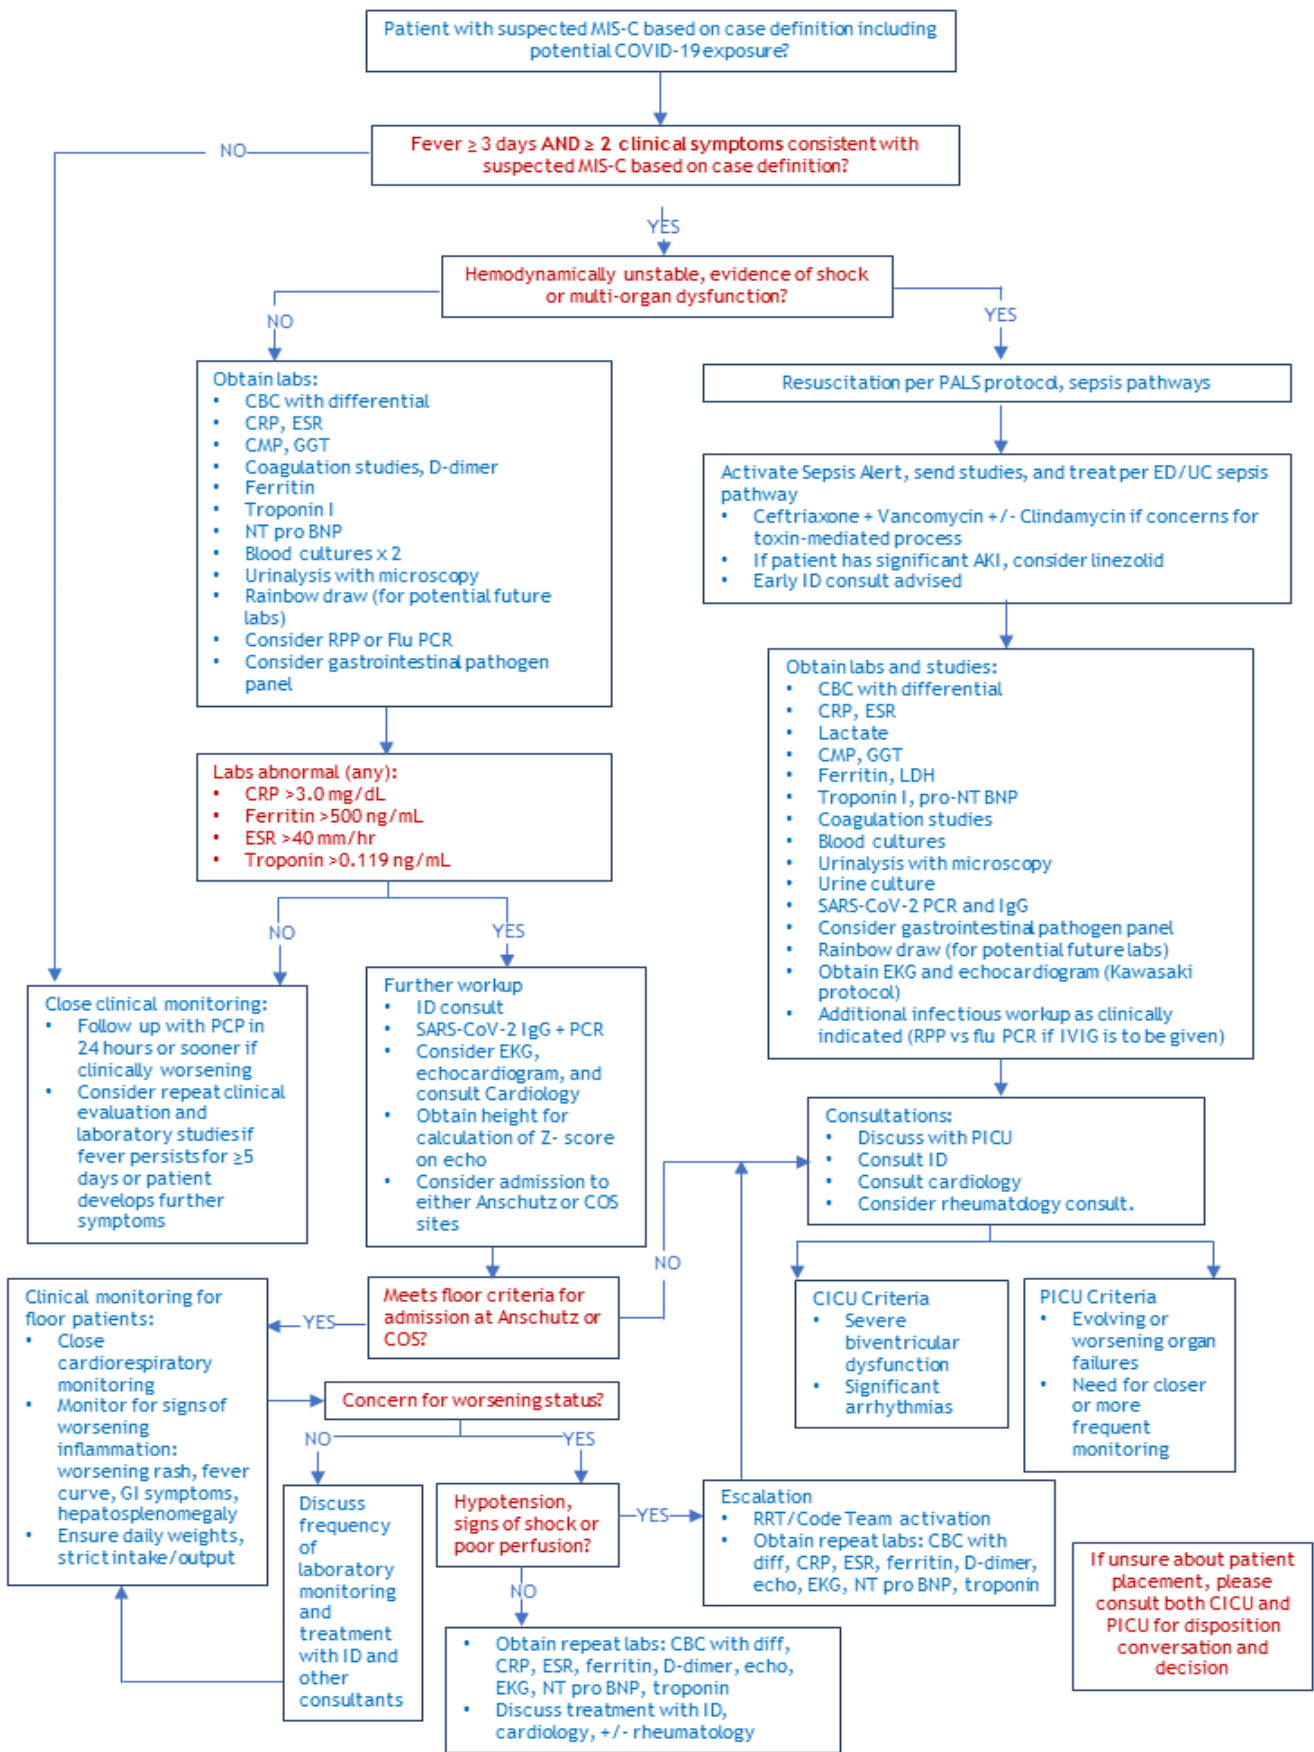 Patient with suspected MIS-C based on case definition including
potential COVID-19 exposure?
NO
Fever ≥ 3 days AND ≥ 2 clinical symptoms consistent with
suspected MIS-C based on case definition?
YES
Hemodynamically unstable, evidence of shock
or multi-organ dysfunction?
NO
YES
Obtain labs:
• CBC with differential
• CRP, ESR
• CMP, GGT
• Coagulation studies, D-dimer
• Ferritin
• Troponin I
• NT pro BNP
• Blood cultures x 2
• Urinalysis with microscopy
• Rainbow draw (for potential future
labs)
• Consider RPP or Flu PCR
• Consider gastrointestinal pathogen
panel
Resuscitation per PALS protocol, sepsis pathways
Activate Sepsis Alert, send studies, and treat per ED/UC sepsis
pathway
• Ceftriaxone + Vancomycin +/- Clindamycin if concerns for
toxin-mediated process
• If patient has significant AKI, consider linezolid
• Early ID consult advised
Labs abnormal (any):
• CRP >3.0 mg/dL
• Ferritin >500 ng/mL
• ESR >40 mm/hr
• Troponin >0.119 ng/mL
Obtain labs and studies:
• CBC with differential
• CRP, ESR
• Lactate
• CMP, GGT
• Ferritin, LDH
• Troponin I, pro-NT BNP
• Coagulation studies
• Blood cultures
• Urinalysis with microscopy
• Urine culture
• SARS-CoV-2 PCR and IgG
• Consider gastrointestinal pathogen panel
• Rainbow draw (for potential future labs)
• Obtain EKG and echocardiogram (Kawasaki
protocol)
• Additional infectious workup as clinically
indicated (RPP vs flu PCR if IVIG is to be given)
NO
YES
Close clinical monitoring:
• Follow up with PCP in
24 hours or sooner if
clinically worsening
• Consider repeat clinical
evaluation and
laboratory studies if
fever persists for ≥5
days or patient
develops further
symptoms
Further workup
• ID consult
• SARS-CoV-2 IgG + PCR
• Consider EKG,
echocardiogram, and
consult Cardiology
• Obtain height for
calculation of Z- score
on echo
• Consider admission to
either Anschutz or COS
sites
Consultations:
• Discuss with PICU
• Consult ID
• Consult cardiology
• Consider rheumatology consult.
NO
Meets floor criteria for
admission at Anschutz or
COS?
YES
Clinical monitoring for
floor patients:
• Close
cardiorespiratory
monitoring
• Monitor for signs of
worsening
inflammation:
worsening rash, fever
curve, GI symptoms,
hepatosplenomegaly
• Ensure daily weights,
strict intake/output
CICU Criteria
• Severe
biventricular
dysfunction
• Significant
arrhythmias
PICU Criteria
• Evolving or
worsening organ
failures
• Need for closer
or more
frequent
monitoring
Concern for worsening status?
NO
YES
Discuss
frequency
of
laboratory
monitoring
and
treatment
with ID and
other
consultants
Hypotension,
signs of shock or
poor perfusion?
YES
NO
Escalation
• RRT/Code Team activation
• Obtain repeat labs: CBC with
diff, CRP, ESR, ferritin, D-dimer,
echo, EKG, NT pro BNP, troponin
• Obtain repeat labs: CBC with diff,
CRP, ESR, ferritin, D-dimer, echo,
EKG, NT pro BNP, troponin
• Discuss treatment with ID,
cardiology, +/- rheumatology
If unsure about patient
placement, please
consult both CICU and
PICU for disposition
conversation and
decision